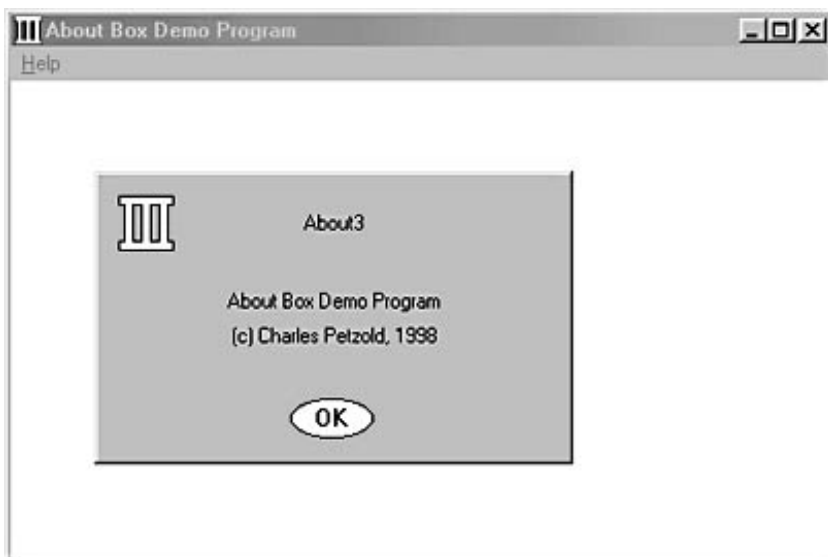 About Box Demo Program
Help
About3
About Box Demo Program
(c) Charles Petzold, 1998
OK